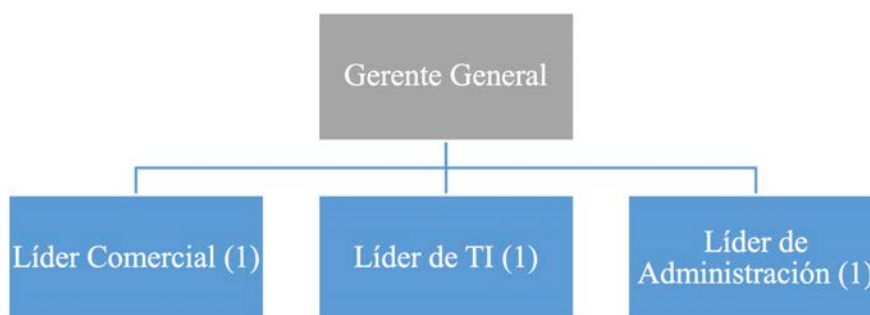 Gerente General
Líder Comercial (1)
Líder de TI (1)
Líder de
Administración (1)